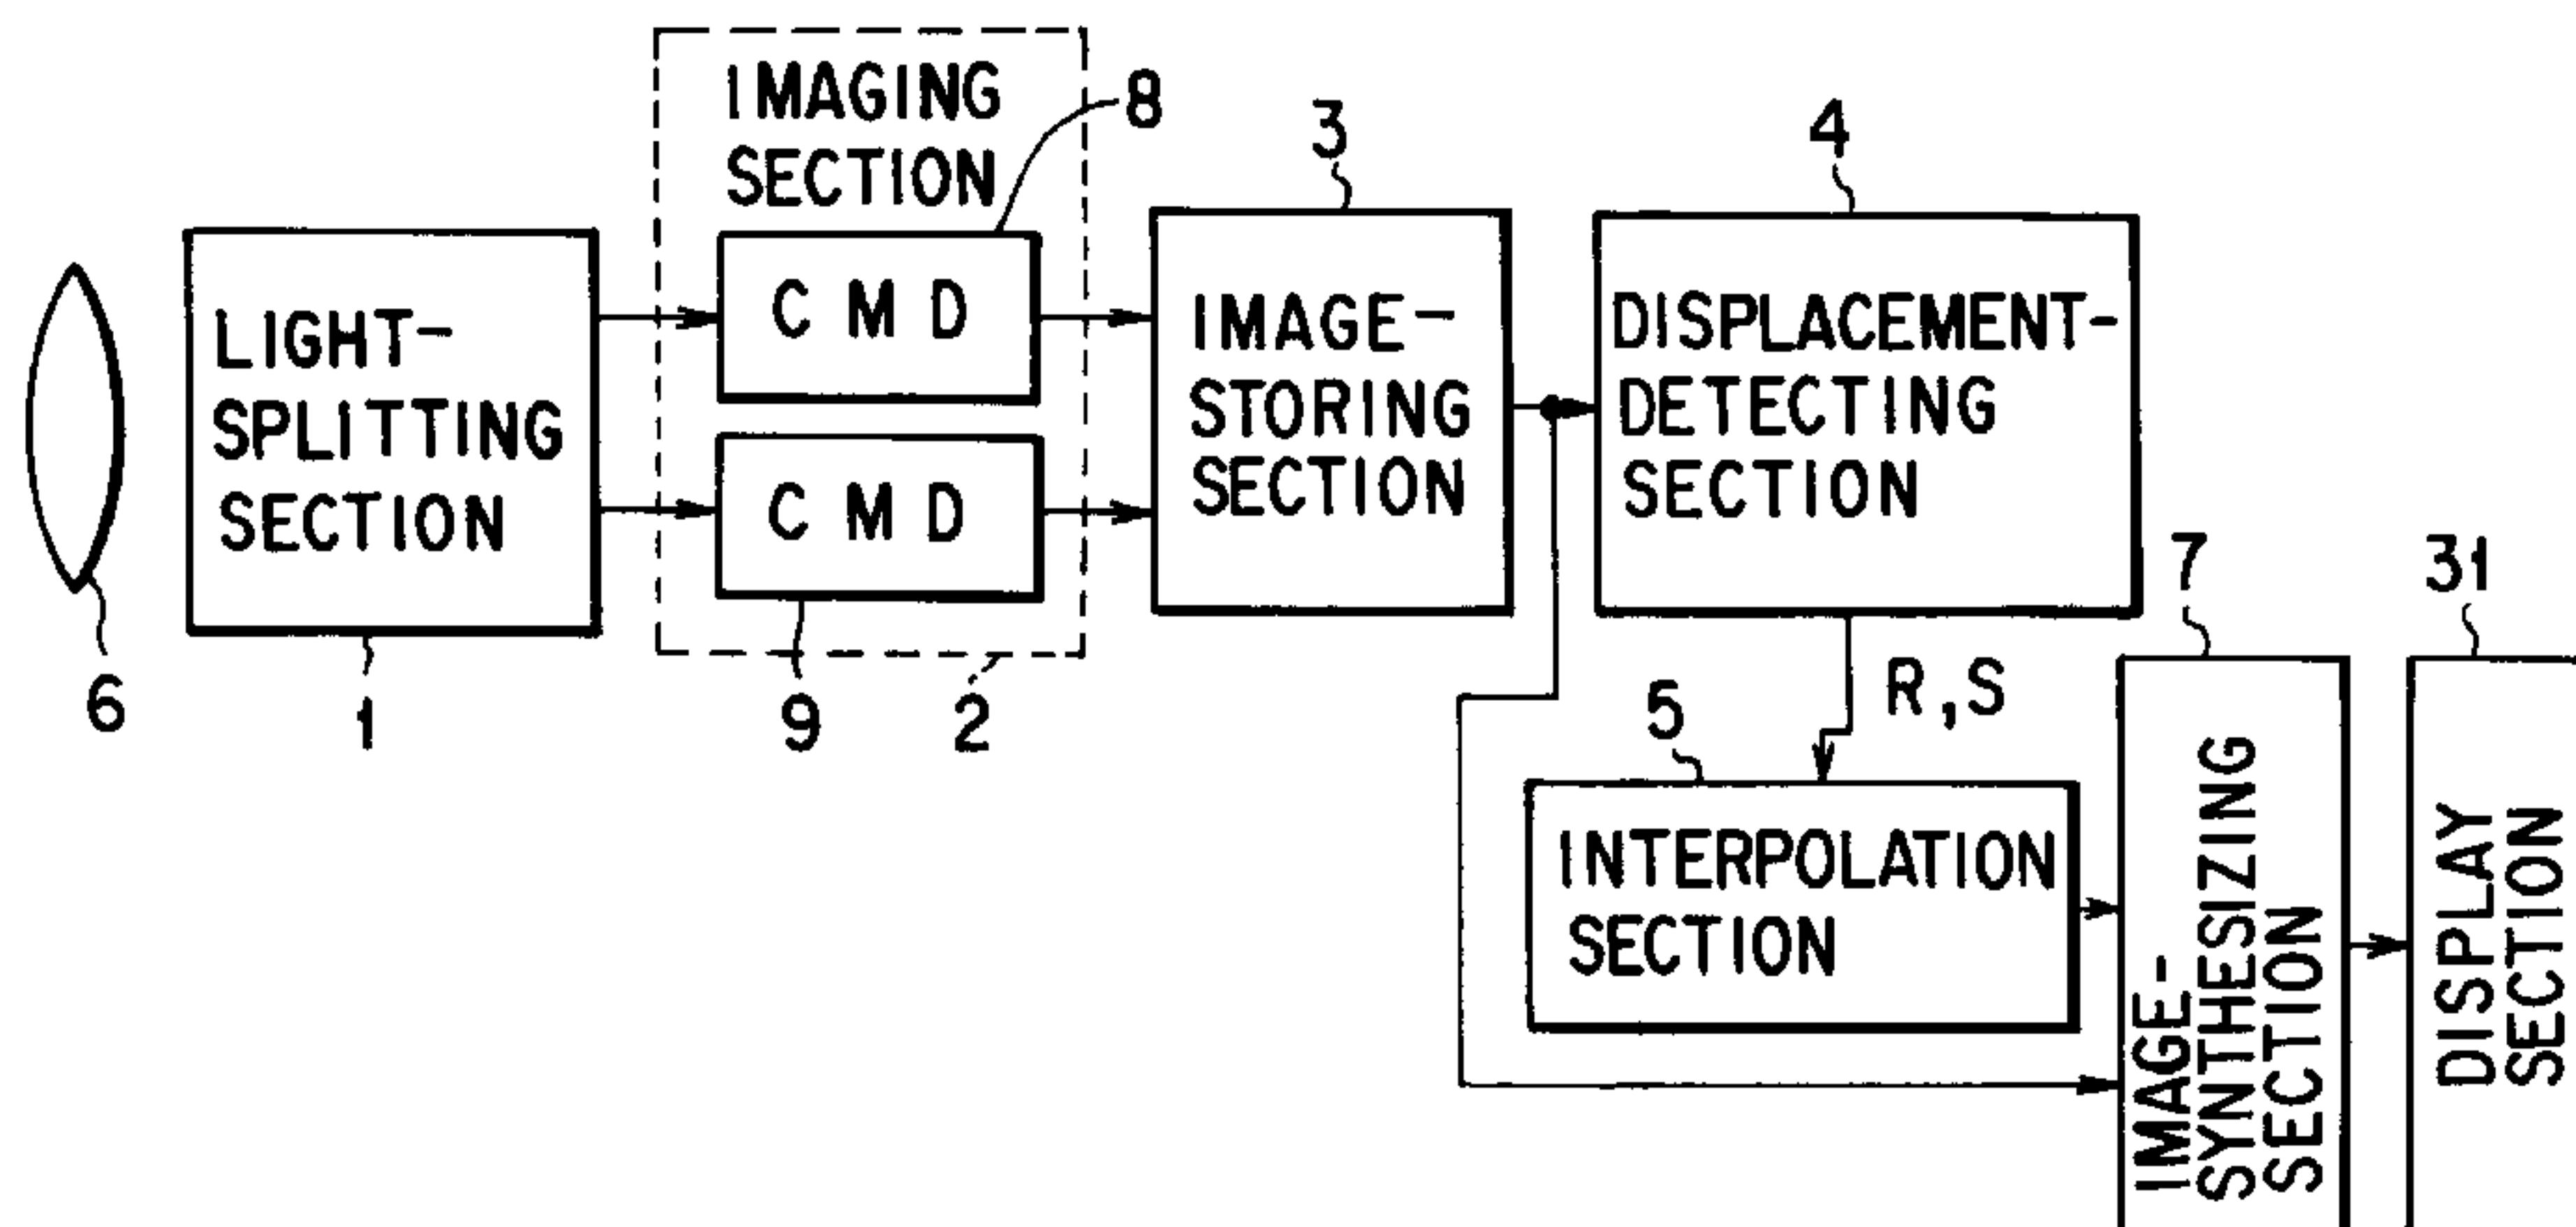 IMAGING
SECTION
8
3
4
LIGHT-
SPLITTING
SECTION
C M D
C M D
IMAGE-
STORING
SECTION
DISPLACEMENT-
DETECTING
SECTION
6
1
9
2
R,S
5
7
31
INTERPOLATION
SECTION
IMAGE-
SYNTHESIZING
SECTION
DISPLAY
SECTION